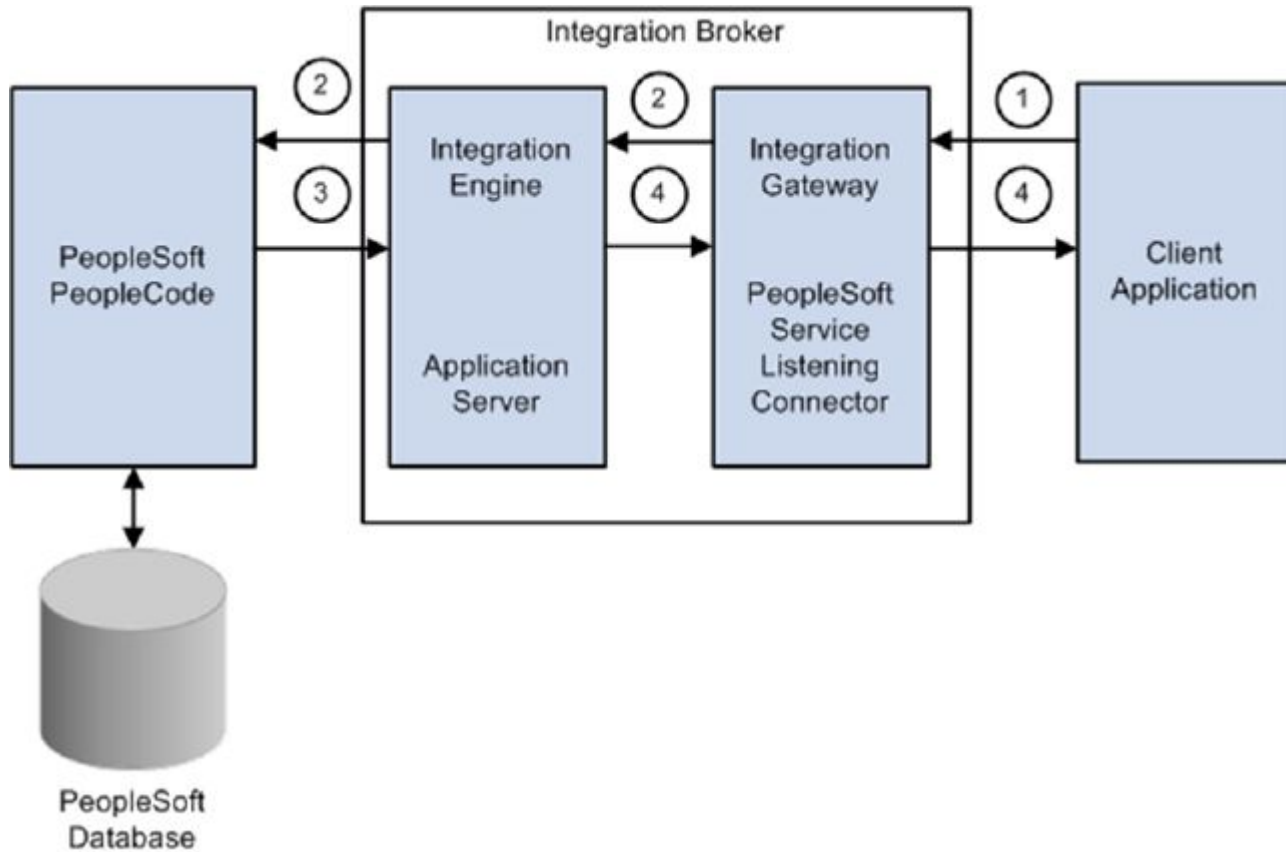 Integration Broker
2
2
1
3
4
4
PeopleSoft
PeopleCode
Integration
Engine
Application
Server
Integration
Gateway
PeopleSoft
Service
Listening
Connector
Client
Application
PeopleSoft
Database